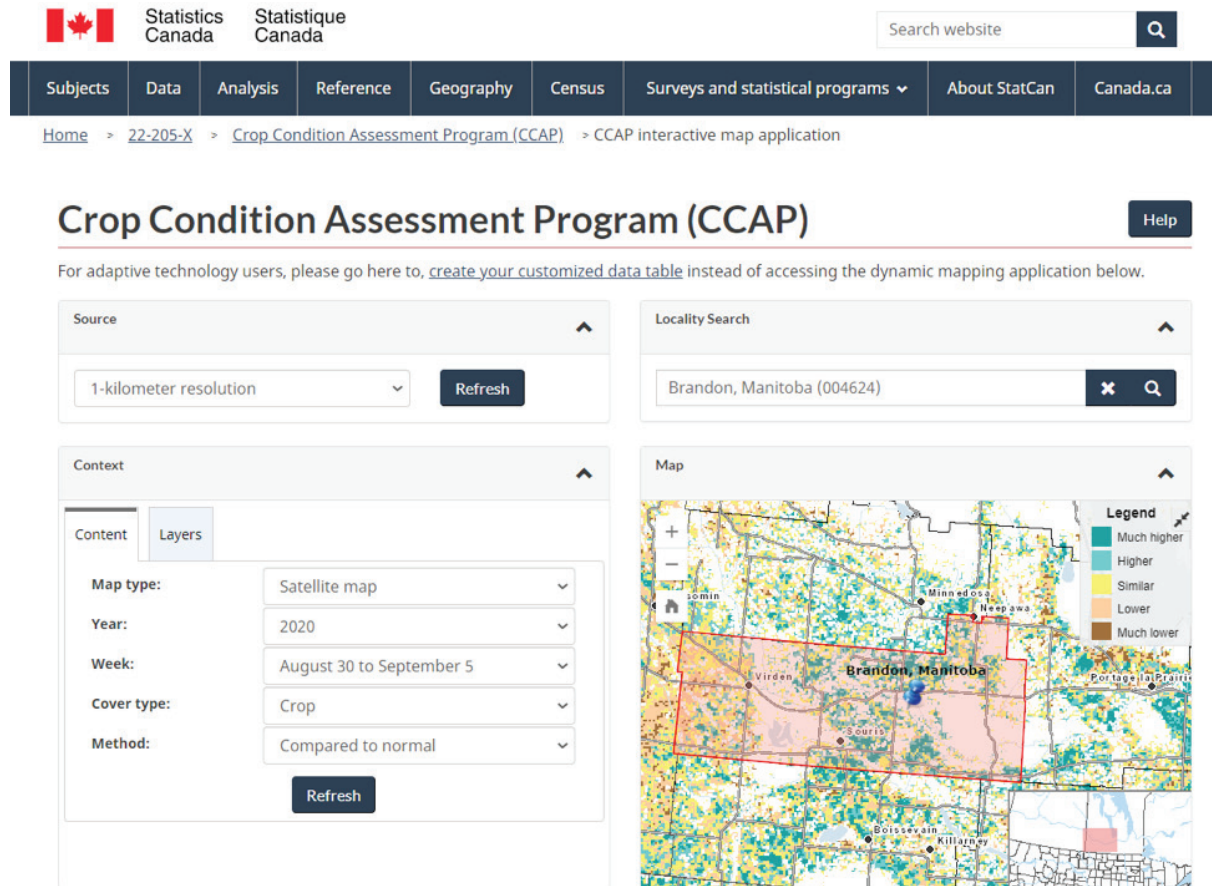 Statistics Canada
Statistique Canada
Search website
Subjects Data Analysis Reference Geography Census Surveys and statistical programs About StatCan Canada.ca
Home > 22-205-X > Crop Condition Assessment Program (CCAP) > CCAP interactive map application
Crop Condition Assessment Program (CCAP)
Help
For adaptive technology users, please go here to, create your customized data table instead of accessing the dynamic mapping application below.
Source
1-kilometer resolution
Refresh
Locality Search
Brandon, Manitoba (004624)
Context
Content Layers
Map type: Satellite map
Year: 2020
Week: August 30 to September 5
Cover type: Crop
Method: Compared to normal
Refresh
Map
Legend
Much higher
Higher
Similar
Lower
Much lower
somin
Minnedosa
Neepawa
Brandon, Manitoba
Virden
Portage la Prairie
Souris
Boissevain
Killarney